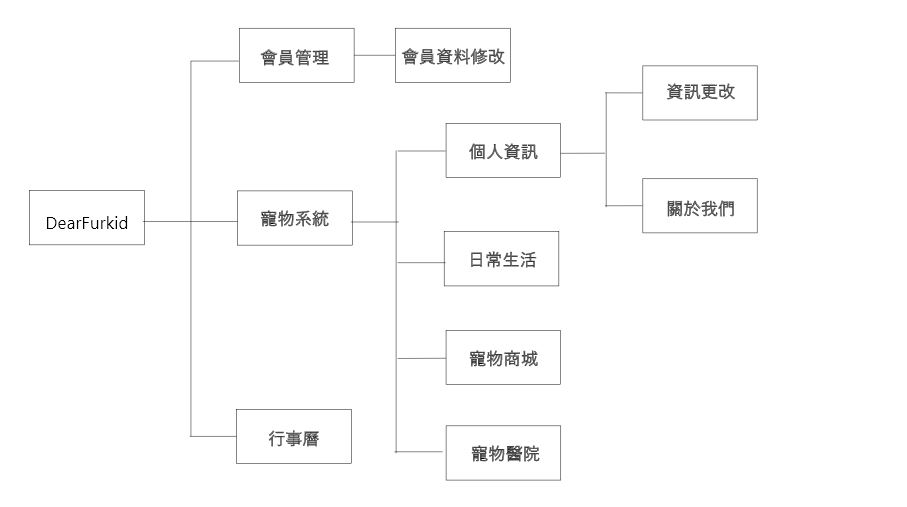 會員管理
會員資料修改
資訊更改
個人資訊
關於我們
DearFurkid
寵物系統
日常生活
寵物商城
行事曆
寵物醫院